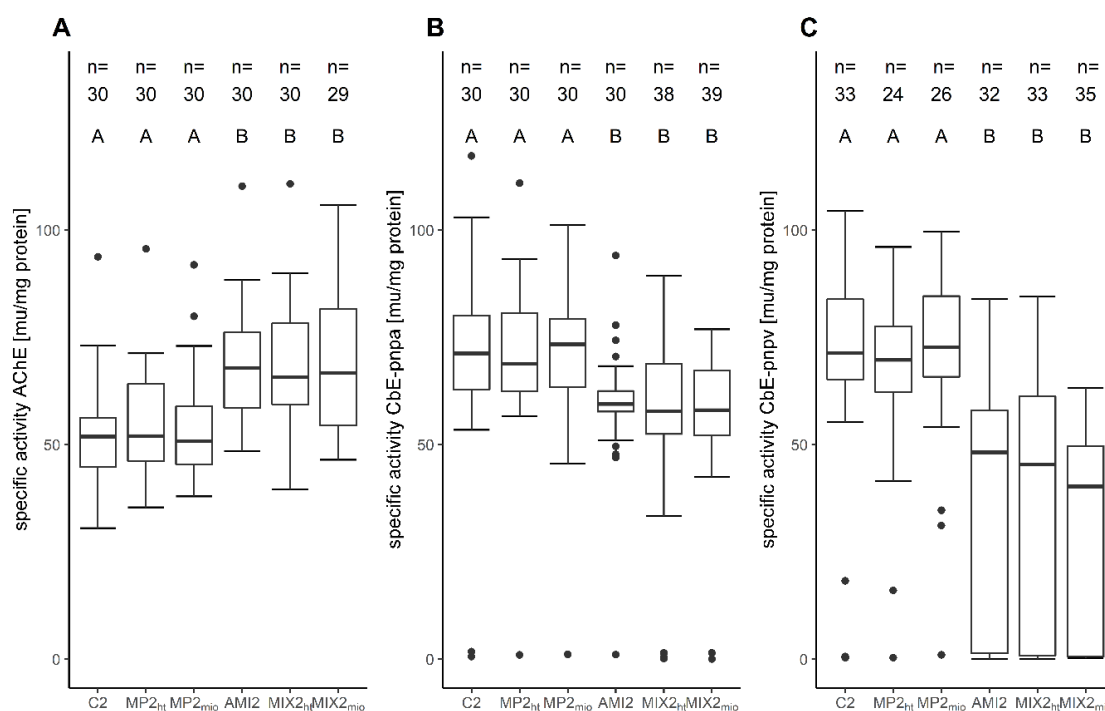 A
specific activity AChE [mu/mg protein]
n= n= n= n= n= n=
30 30 30 30 30 29
A A A B B B
100
50
0
C2 MP2ht MP2mio AMI2 MIX2ht MIX2mio
B
specific activity CbE-pnpa [mu/mg protein]
n= n= n= n= n= n=
30 30 30 30 38 39
A A A B B B
100
50
0
C2 MP2ht MP2mio AMI2 MIX2ht MIX2mio
C
specific activity CbE-pnpv [mu/mg protein]
n= n= n= n= n= n=
33 24 26 32 33 35
A A A B B B
100
50
0
C2 MP2ht MP2mio AMI2 MIX2ht